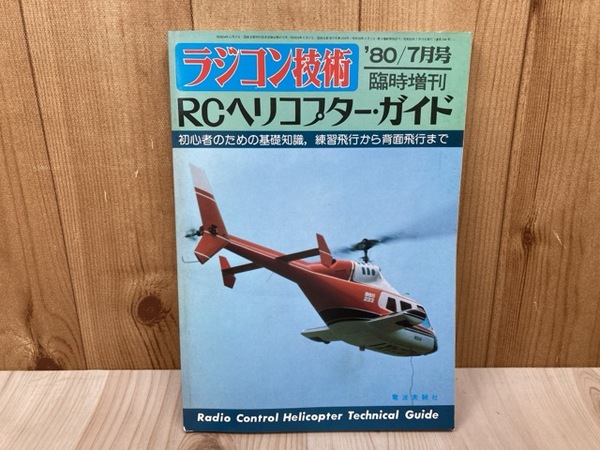 ラジコン技術
'80/7月号
臨時増刊
RCヘリコプター・ガイド
初心者のための基礎知識，練習飛行から背面飛行まで
電波実験社
Radio Control Helicopter Technical Guide